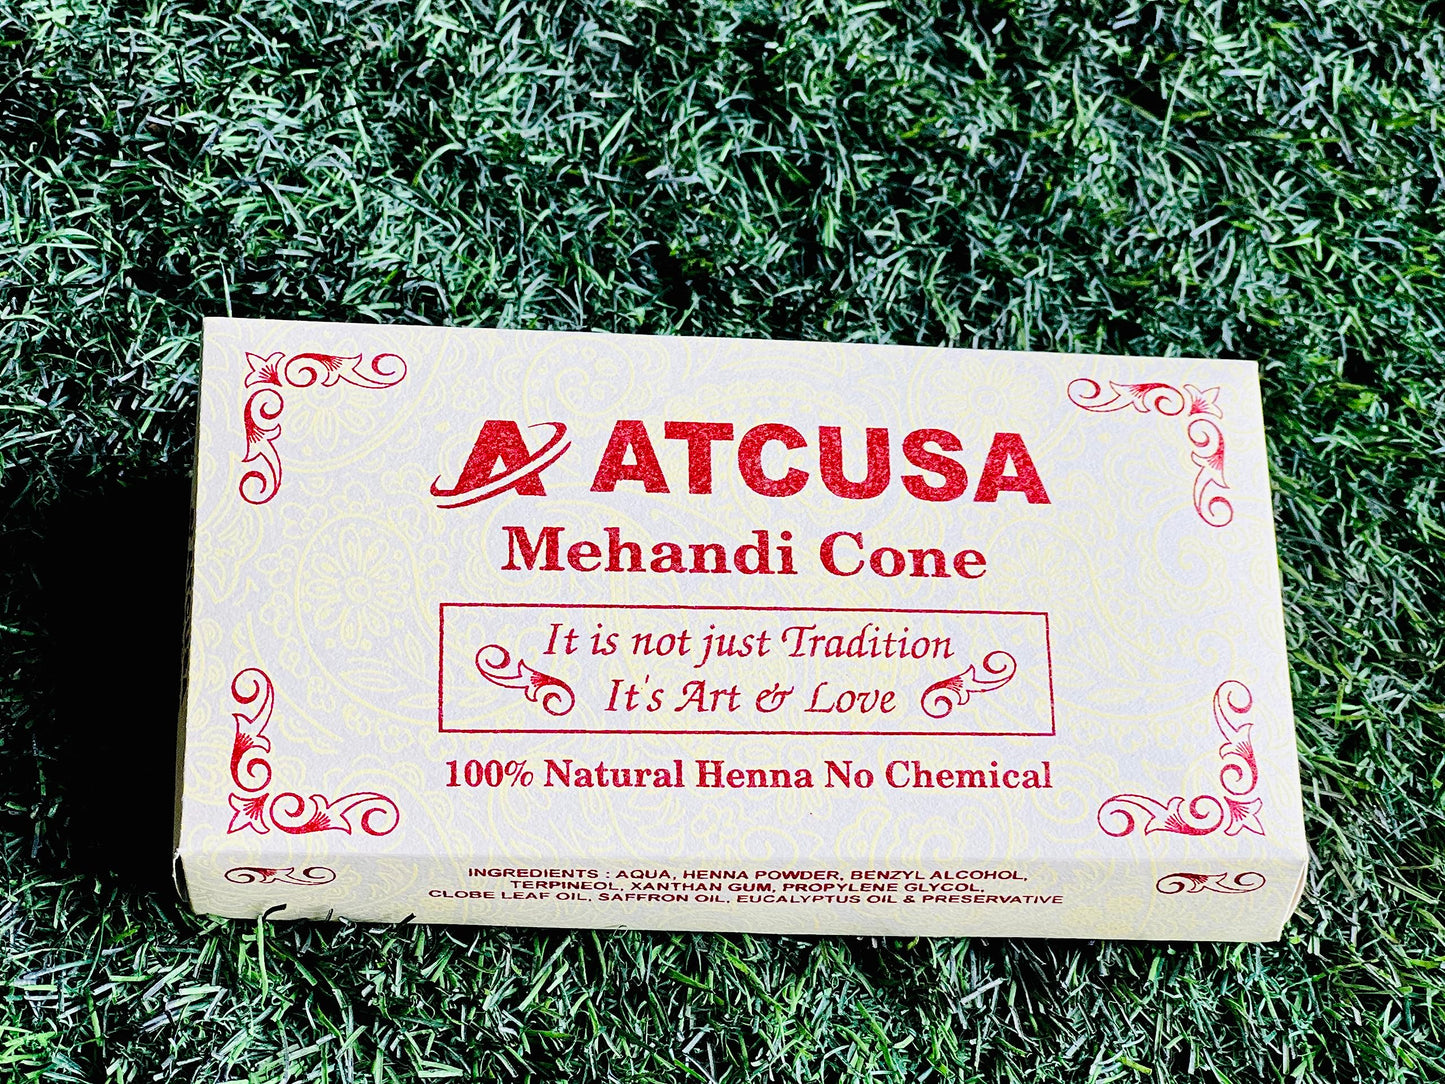 ATCUSA
Mehandi Cone
It is not just Tradition
It's Art & Love
100% Natural Henna No Chemical
INGREDIENTS : AQUA, HENNA POWDER, BENZYL ALCOHOL,
TERPINEOL, XANTHAN GUM, PROPYLENE GLYCOL,
CLOBE LEAF OIL, SAFFRON OIL, EUCALYPTUS OIL & PRESERVATIVE